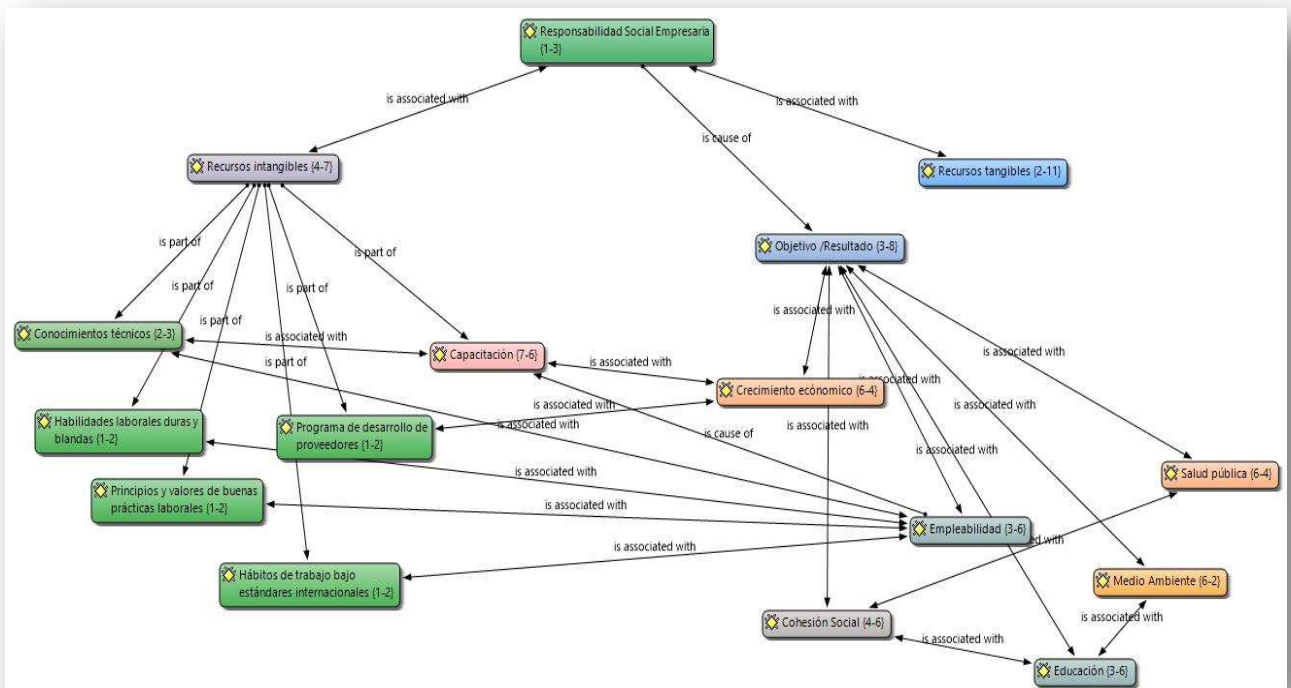 Responsabilidad Social Empresaria
{1-3}
is associated with
is associated with
is cause of
Recursos intangibles {4-7}
Recursos tangibles {2-11}
is part of
is part of
Objetivo /Resultado {3-8}
is part of
is part of
is associated with
is part of
Conocimientos técnicos {2-3}
is associated with
is associated with
Capacitación {7-6}
is associated with
is part of
is associated with
Crecimiento ecónomico {6-4}
is associated with
is associated with
Habilidades laborales duras y
blandas {1-2}
Programa de desarrollo de
proveedores {1-2}
is associated with
is associated with
is cause of
is associated with
is associated with
Salud pública {6-4}
Principios y valores de buenas
prácticas laborales {1-2}
is associated with
Empleabilidad {3-6}
is associated with
ed with
Hábitos de trabajo bajo
estándares internacionales {1-2}
Medio Ambiente {6-2}
is associated with
Cohesión Social {4-6}
is associated with
Educación {3-6}